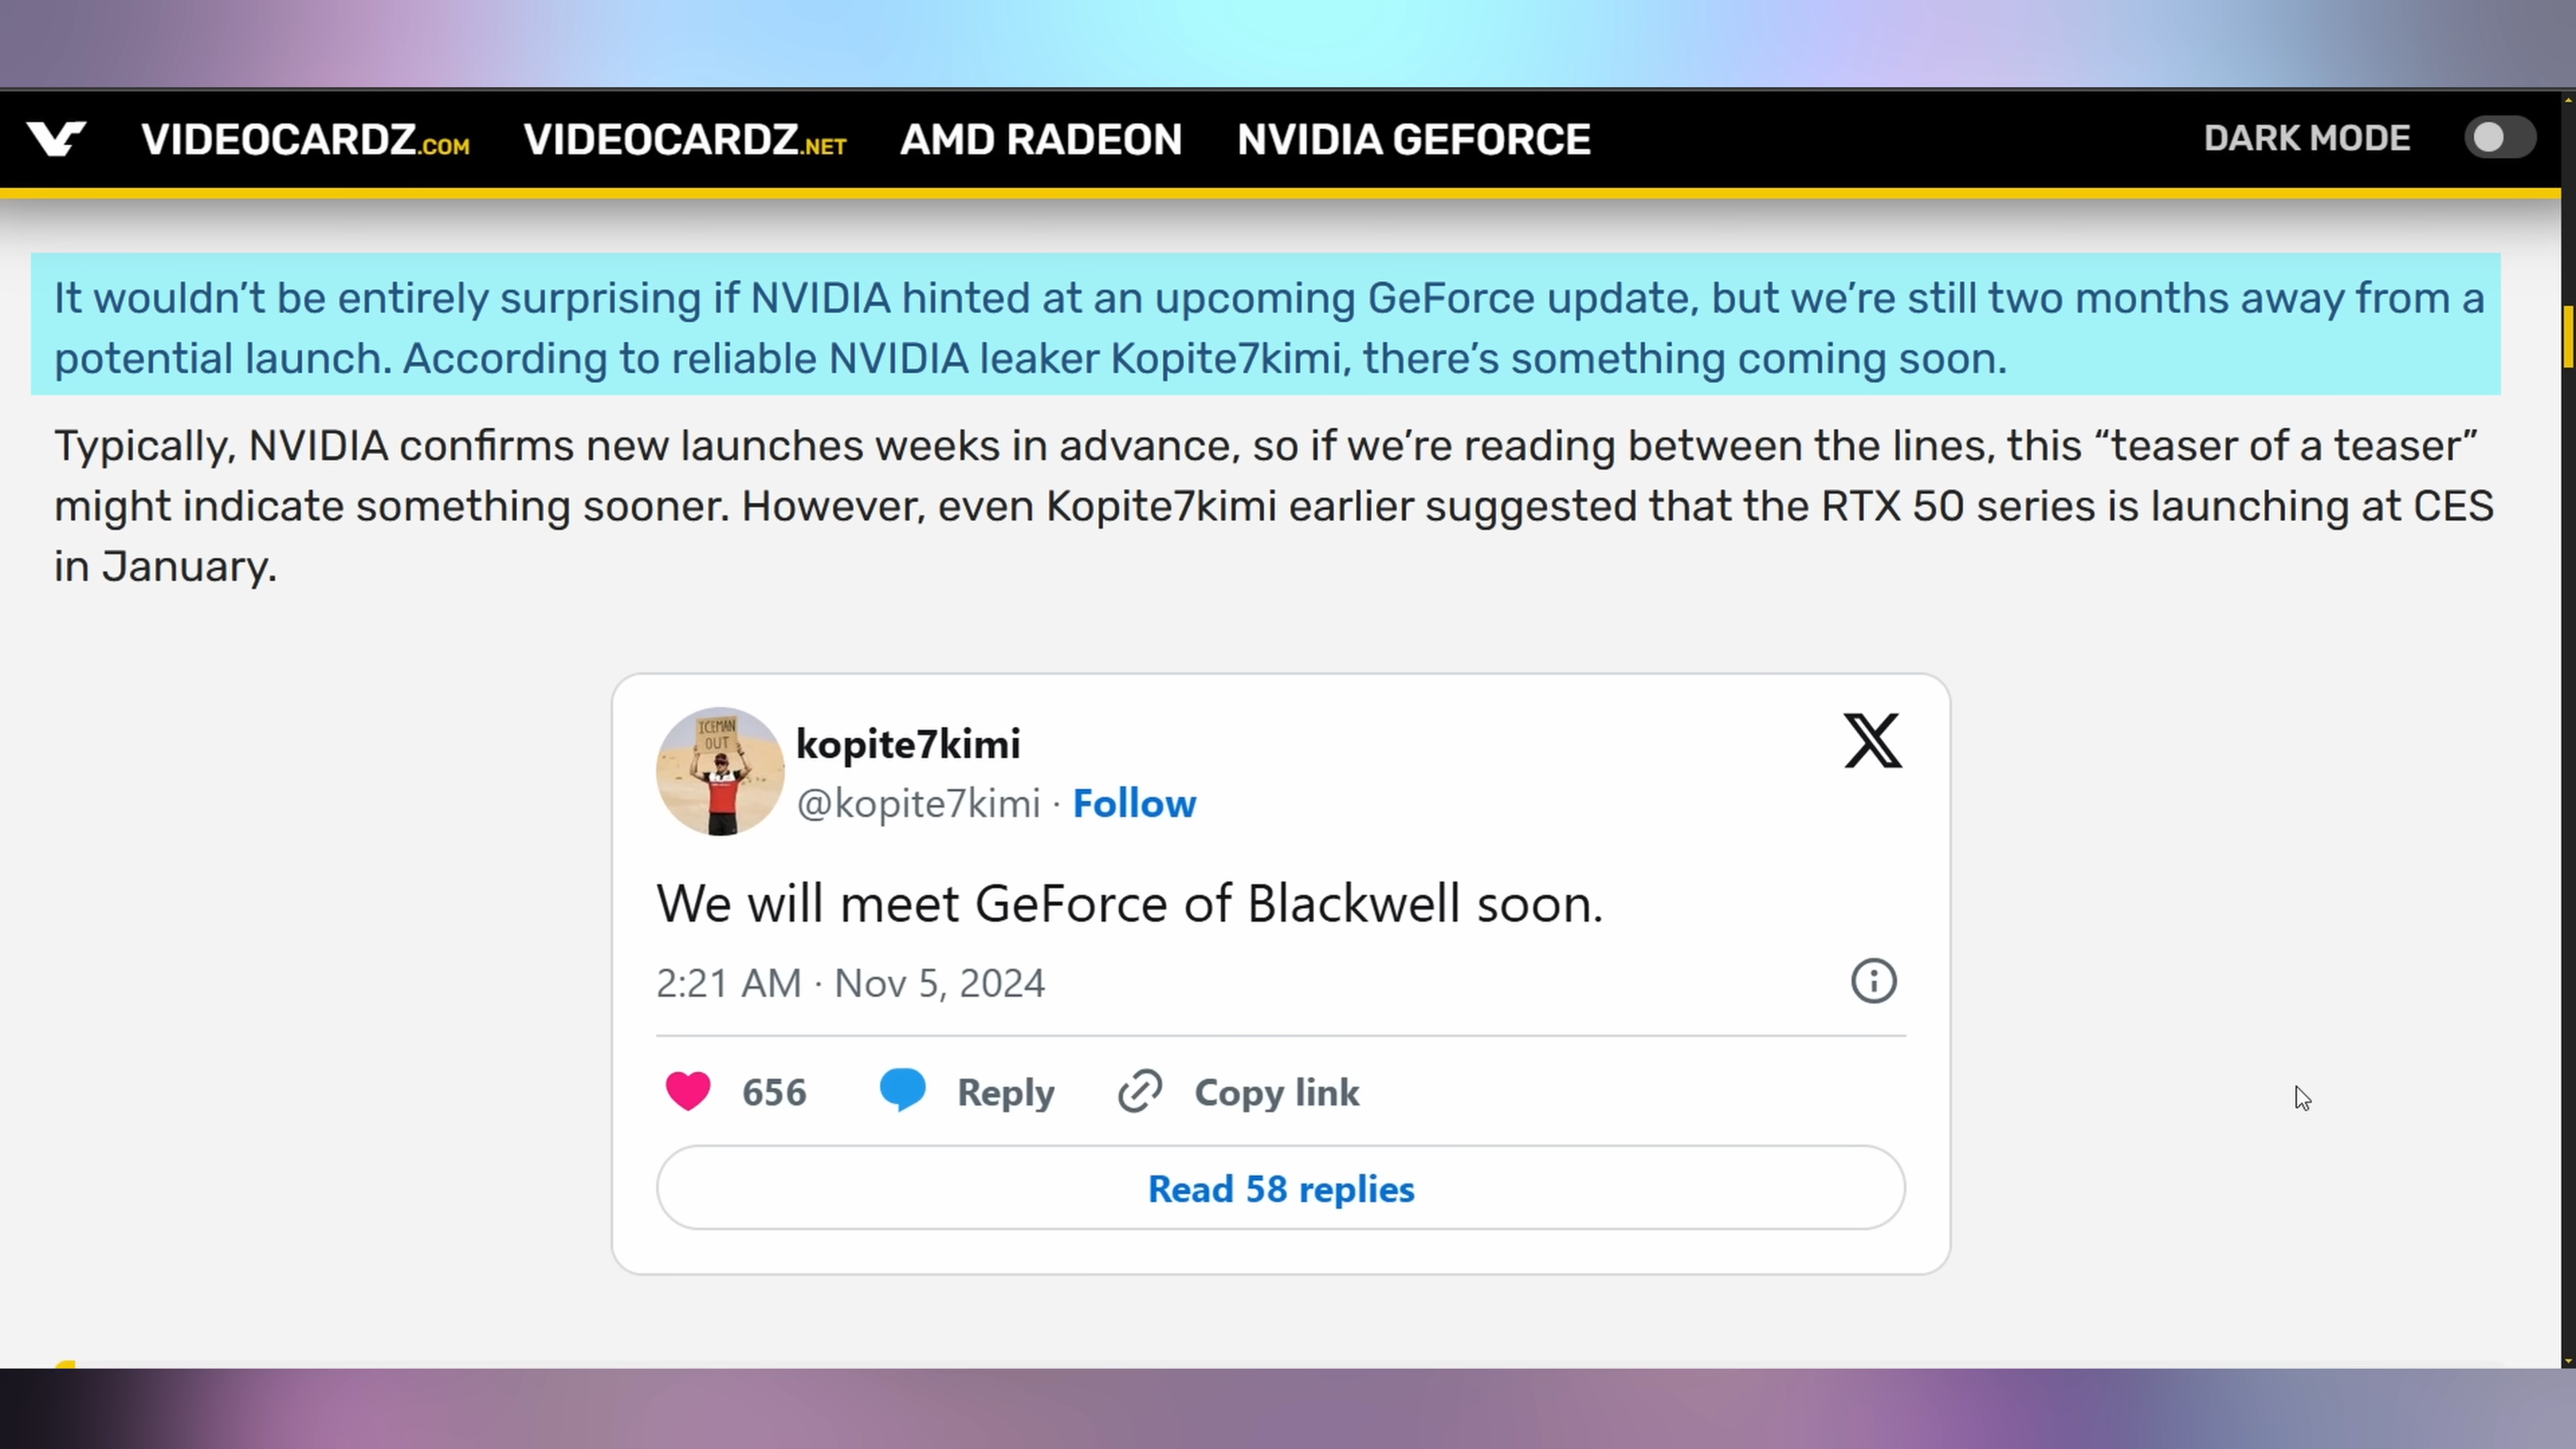 VIDEOCARDZ.COM VIDEOCARDZ.NET AMD RADEON NVIDIA GEFORCE DARK MODE
It wouldn’t be entirely surprising if NVIDIA hinted at an upcoming GeForce update, but we’re still two months away from a
potential launch. According to reliable NVIDIA leaker Kopite7kimi, there’s something coming soon.
Typically, NVIDIA confirms new launches weeks in advance, so if we’re reading between the lines, this “teaser of a teaser”
might indicate something sooner. However, even Kopite7kimi earlier suggested that the RTX 50 series is launching at CES
in January.
ICEMAN
OUT
kopite7kimi
@kopite7kimi · Follow
We will meet GeForce of Blackwell soon.
2:21 AM · Nov 5, 2024
656 Reply Copy link
Read 58 replies